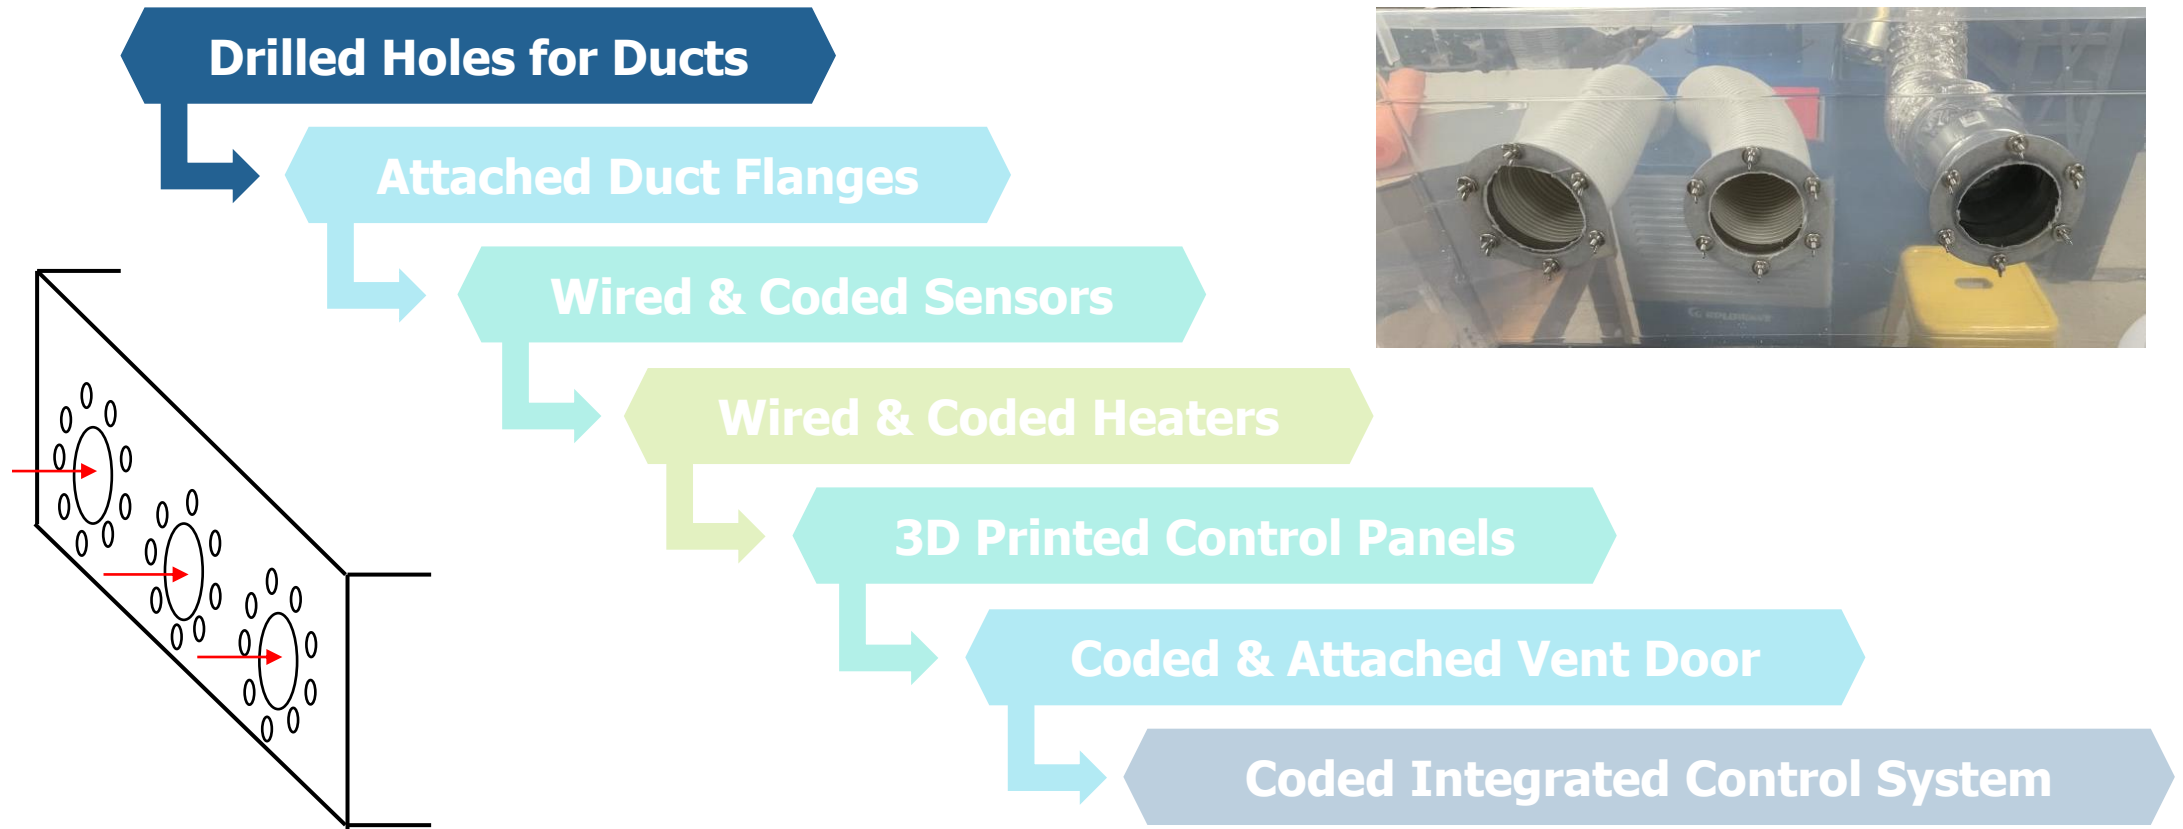 Drilled Holes for Ducts
Attached Duct Flanges
Wired & Coded Sensors
Wired & Coded Heaters
3D Printed Control Panels
Coded & Attached Vent Door
Coded Integrated Control System